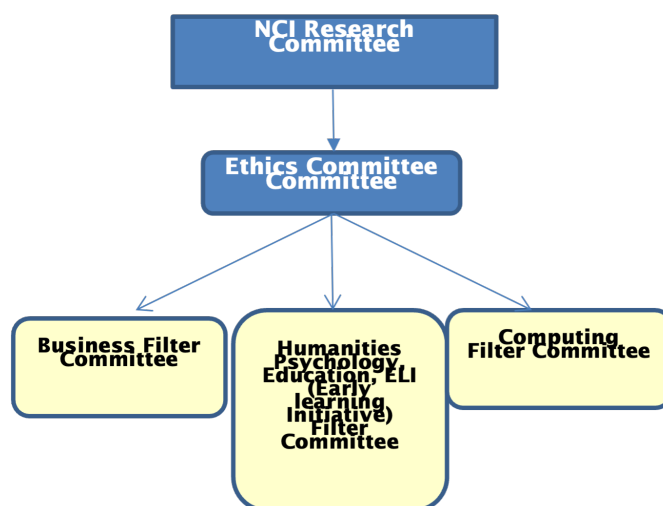 NCI Research
Committee
Ethics Committee
Committee
Business Filter
Committee
Humanities
Psychology,
Education, ELI
(Early
learning
Initiative)
Filter
Committee
Computing
Filter Committee